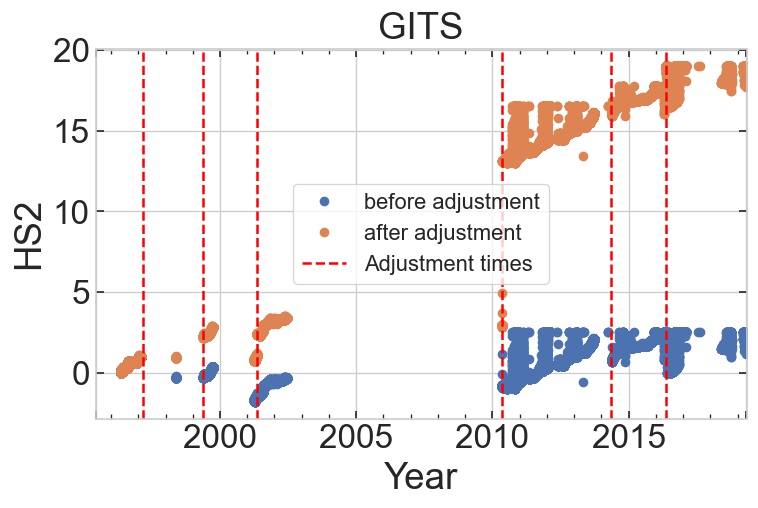 GITS
20
15
10
5
0
HS2
before adjustment
after adjustment
Adjustment times
2000 2005 2010 2015
Year